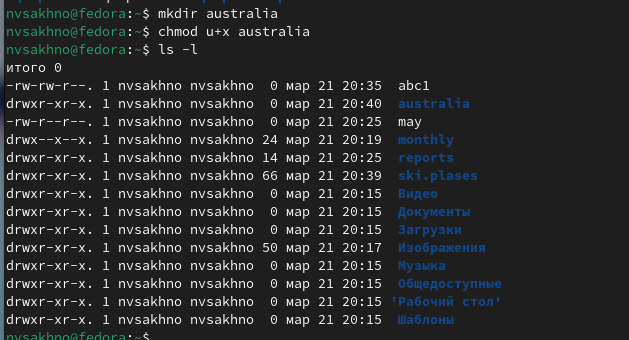 nvsakhno@fedora:~$ mkdir australia
nvsakhno@fedora:~$ chmod u+x australia
nvsakhno@fedora:~$ ls -l
итого 0
-rw-rw-r--. 1 nvsakhno nvsakhno  0 мар 21 20:35  abc1
drwxr-xr-x. 1 nvsakhno nvsakhno  0 мар 21 20:40  australia
-rw-r--r--. 1 nvsakhno nvsakhno  0 мар 21 20:25  may
drwx--x--x. 1 nvsakhno nvsakhno 24 мар 21 20:19  monthly
drwxr-xr-x. 1 nvsakhno nvsakhno 14 мар 21 20:25  reports
drwxr-xr-x. 1 nvsakhno nvsakhno 66 мар 21 20:39  ski.plases
drwxr-xr-x. 1 nvsakhno nvsakhno  0 мар 21 20:15  Видео
drwxr-xr-x. 1 nvsakhno nvsakhno  0 мар 21 20:15  Документы
drwxr-xr-x. 1 nvsakhno nvsakhno  0 мар 21 20:15  Загрузки
drwxr-xr-x. 1 nvsakhno nvsakhno 50 мар 21 20:17  Изображения
drwxr-xr-x. 1 nvsakhno nvsakhno  0 мар 21 20:15  Музыка
drwxr-xr-x. 1 nvsakhno nvsakhno  0 мар 21 20:15  Общедоступные
drwxr-xr-x. 1 nvsakhno nvsakhno  0 мар 21 20:15 'Рабочий стол'
drwxr-xr-x. 1 nvsakhno nvsakhno  0 мар 21 20:15  Шаблоны
nvsakhno@fedora:~$